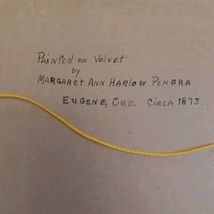 Painted on Velvet
by
Margaret Ann Harlow Pengra
Eugene, Ore. Circa 1873.